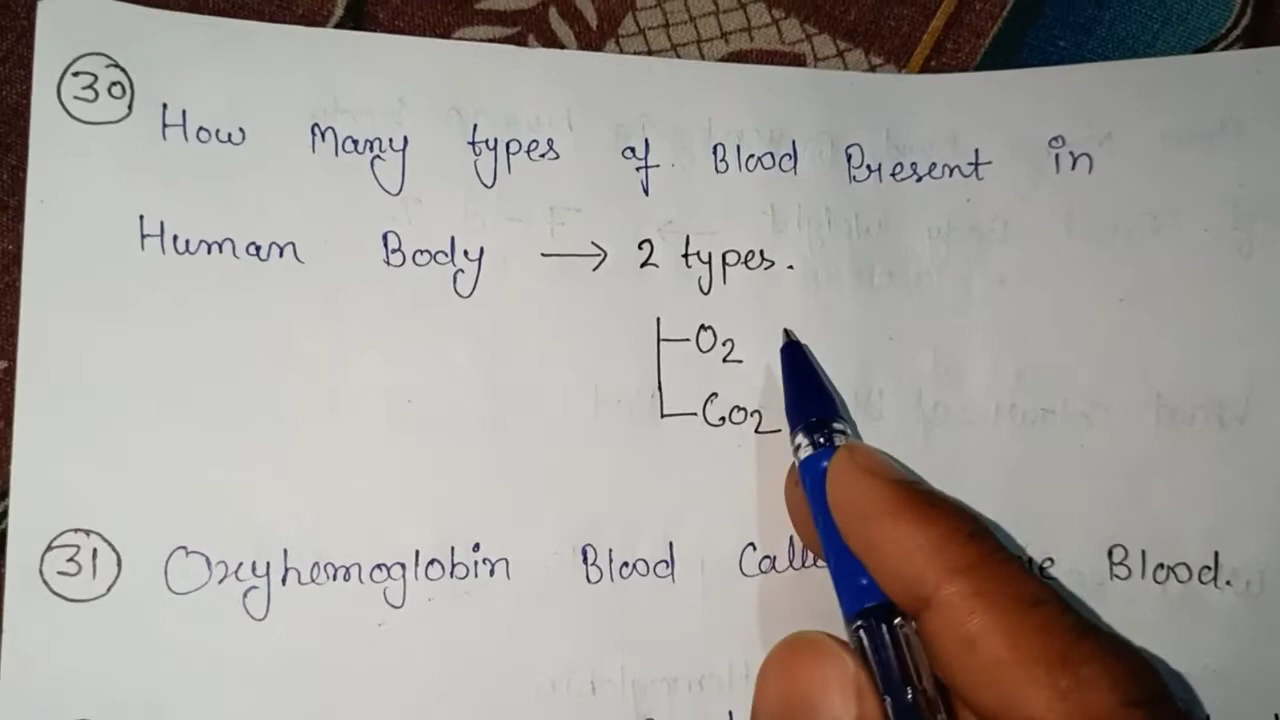 30
How Many types of Blood Present in
Human Body → 2 types.
O2
CO2
31 Oxyhemoglobin Blood Blood.